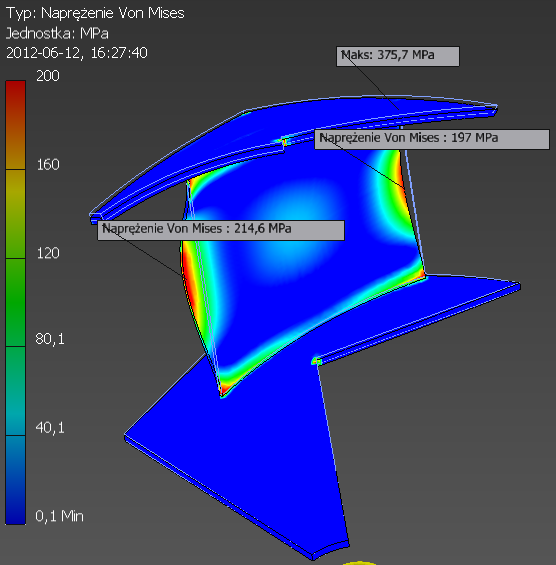 Typ: Naprężenie Von Mises
Jednostka: MPa
2012-06-12, 16:27:40
200
Maks: 375,7 MPa
Naprężenie Von Mises : 197 MPa
160
Naprężenie Von Mises : 214,6 MPa
120
80,1
40,1
0,1 Min